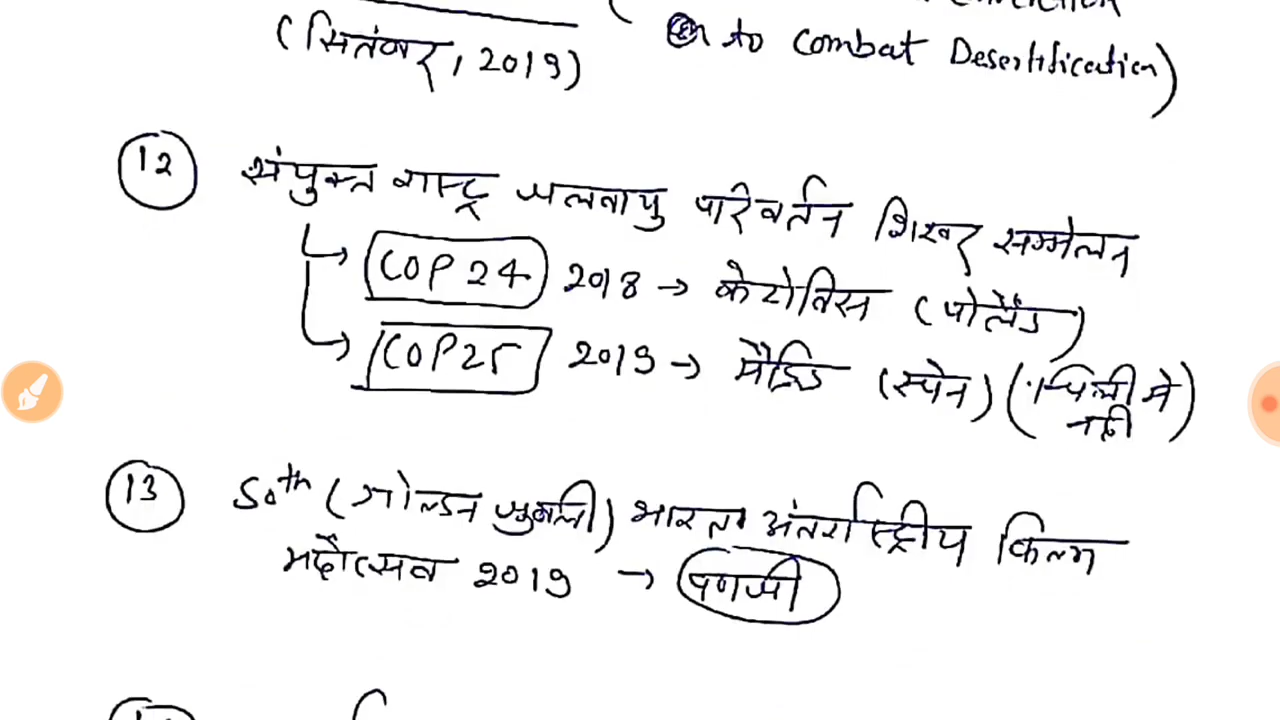 (सितंबर, 2019)
to Combat Desertification)
12 संयुक्त राष्ट्र जलवायु परिवर्तन शिखर सम्मेलन
COP 24 2018 → केटोविस (पोलैंड)
COP 25 2019 → मैड्रिड (स्पेन) (चिली में नही)
13 50th (गोल्डन जुबली) भारत अंतर्राष्ट्रीय फिल्म
महोत्सव 2019 → पणजी